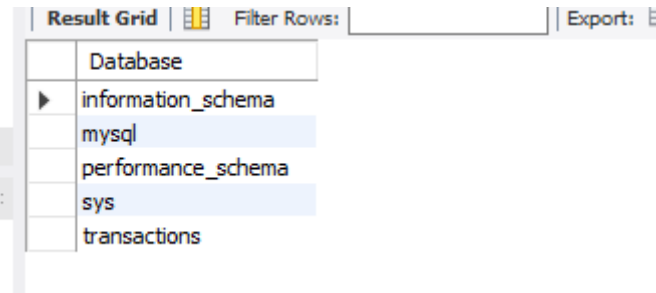 Result Grid Filter Rows: Export:
Database
information_schema
mysql
performance_schema
sys
transactions